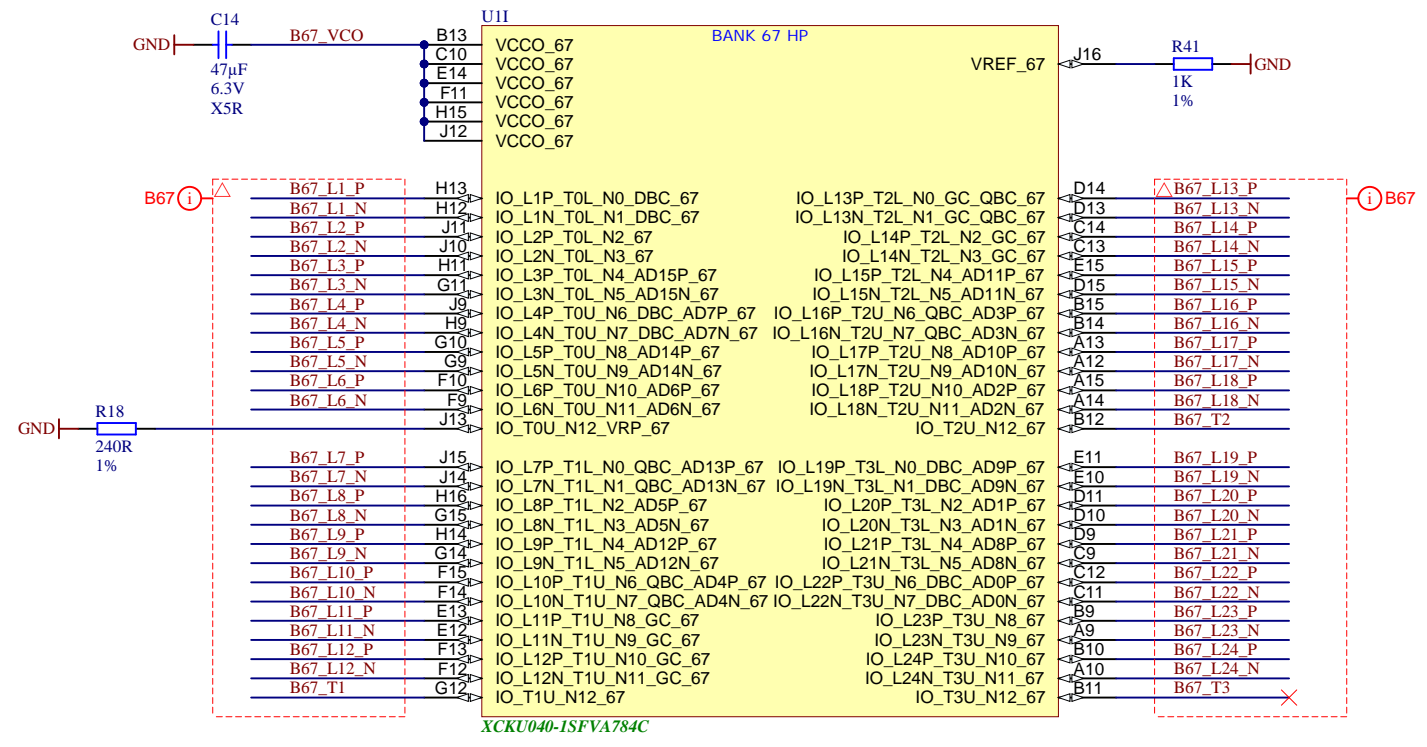 C14
U1I
GND
B67_VCO
47µF
6.3V
X5R
BANK 67 HP
B13 VCCO_67
C10 VCCO_67
E14 VCCO_67
F11 VCCO_67
H15 VCCO_67
J12 VCCO_67
VREF_67 J16
R41
GND
1K
1%
B67 i
B67_L1_P H13 IO_L1P_T0L_N0_DBC_67
B67_L1_N H12 IO_L1N_T0L_N1_DBC_67
B67_L2_P J11 IO_L2P_T0L_N2_67
B67_L2_N J10 IO_L2N_T0L_N3_67
B67_L3_P H11 IO_L3P_T0L_N4_AD15P_67
B67_L3_N G11 IO_L3N_T0L_N5_AD15N_67
B67_L4_P J9 IO_L4P_T0U_N6_DBC_AD7P_67
B67_L4_N H9 IO_L4N_T0U_N7_DBC_AD7N_67
B67_L5_P G10 IO_L5P_T0U_N8_AD14P_67
B67_L5_N G9 IO_L5N_T0U_N9_AD14N_67
B67_L6_P F10 IO_L6P_T0U_N10_AD6P_67
B67_L6_N F9 IO_L6N_T0U_N11_AD6N_67
R18
GND
240R
1%
J13 IO_T0U_N12_VRP_67
B67_L7_P J15 IO_L7P_T1L_N0_QBC_AD13P_67
B67_L7_N J14 IO_L7N_T1L_N1_QBC_AD13N_67
B67_L8_P H16 IO_L8P_T1L_N2_AD5P_67
B67_L8_N G15 IO_L8N_T1L_N3_AD5N_67
B67_L9_P H14 IO_L9P_T1L_N4_AD12P_67
B67_L9_N G14 IO_L9N_T1L_N5_AD12N_67
B67_L10_P F15 IO_L10P_T1U_N6_QBC_AD4P_67
B67_L10_N F14 IO_L10N_T1U_N7_QBC_AD4N_67
B67_L11_P E13 IO_L11P_T1U_N8_GC_67
B67_L11_N E12 IO_L11N_T1U_N9_GC_67
B67_L12_P F13 IO_L12P_T1U_N10_GC_67
B67_L12_N F12 IO_L12N_T1U_N11_GC_67
B67_T1 G12 IO_T1U_N12_67
IO_L13P_T2L_N0_GC_QBC_67 D14 B67_L13_P
IO_L13N_T2L_N1_GC_QBC_67 D13 B67_L13_N
IO_L14P_T2L_N2_GC_67 C14 B67_L14_P
IO_L14N_T2L_N3_GC_67 C13 B67_L14_N
IO_L15P_T2L_N4_AD11P_67 E15 B67_L15_P
IO_L15N_T2L_N5_AD11N_67 D15 B67_L15_N
IO_L16P_T2U_N6_QBC_AD3P_67 B15 B67_L16_P
IO_L16N_T2U_N7_QBC_AD3N_67 B14 B67_L16_N
IO_L17P_T2U_N8_AD10P_67 A13 B67_L17_P
IO_L17N_T2U_N9_AD10N_67 A12 B67_L17_N
IO_L18P_T2U_N10_AD2P_67 A15 B67_L18_P
IO_L18N_T2U_N11_AD2N_67 A14 B67_L18_N
IO_T2U_N12_67 B12 B67_T2
IO_L19P_T3L_N0_DBC_AD9P_67 E11 B67_L19_P
IO_L19N_T3L_N1_DBC_AD9N_67 E10 B67_L19_N
IO_L20P_T3L_N2_AD1P_67 D11 B67_L20_P
IO_L20N_T3L_N3_AD1N_67 D10 B67_L20_N
IO_L21P_T3L_N4_AD8P_67 D9 B67_L21_P
IO_L21N_T3L_N5_AD8N_67 C9 B67_L21_N
IO_L22P_T3U_N6_DBC_AD0P_67 C12 B67_L22_P
IO_L22N_T3U_N7_DBC_AD0N_67 C11 B67_L22_N
IO_L23P_T3U_N8_67 B9 B67_L23_P
IO_L23N_T3U_N9_67 A9 B67_L23_N
IO_L24P_T3U_N10_67 B10 B67_L24_P
IO_L24N_T3U_N11_67 A10 B67_L24_N
IO_T3U_N12_67 B11 B67_T3
i B67
XCKU040-1SFVA784C